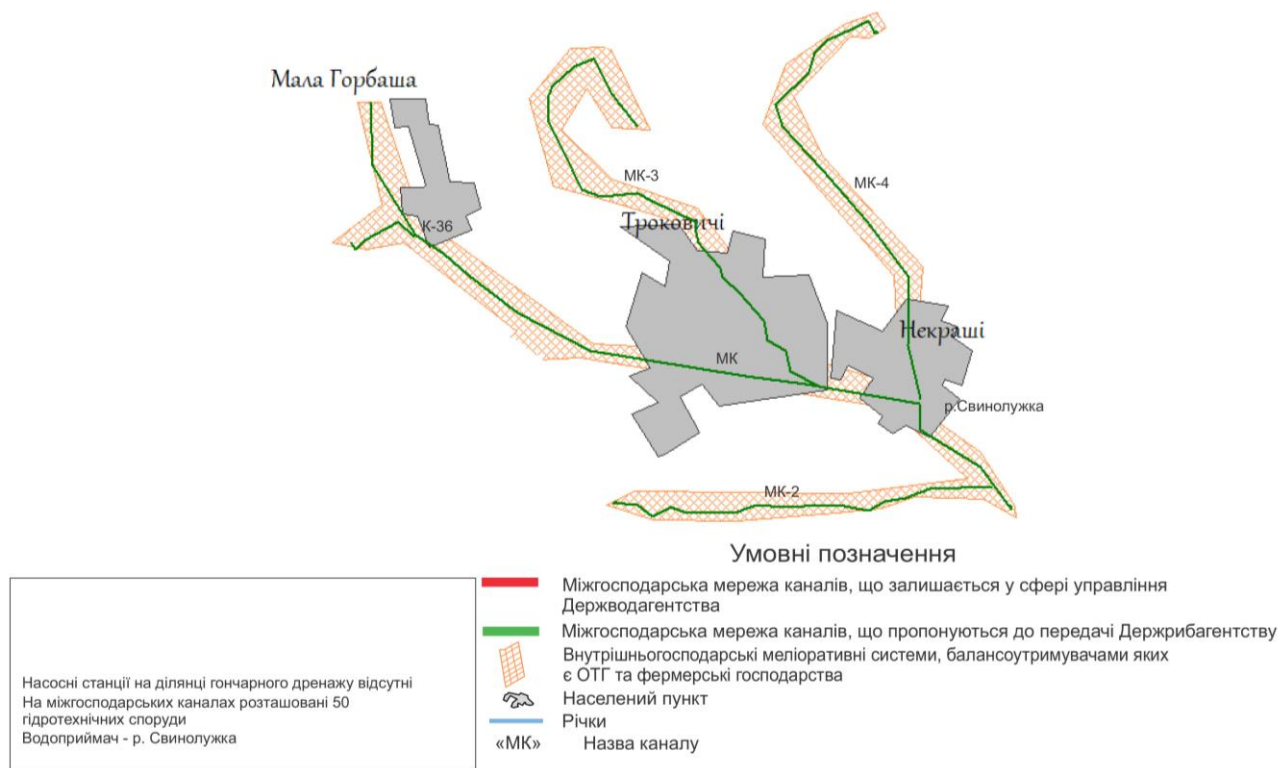 Мала Горбаша
МК-3
МК-4
Троковичі
К-36
Некраші
МК
р.Свинолужка
МК-2
Умовні позначення
Міжгосподарська мережа каналів, що залишається у сфері управління
Держводагентства
Міжгосподарська мережа каналів, що пропонуються до передачі Держрибагентству
Внутрішньогосподарські меліоративні системи, балансоутримувачами яких
є ОТГ та фермерські господарства
Населений пункт
Річки
«МК» Назва каналу
Насосні станції на ділянці гончарного дренажу відсутні
На міжгосподарських каналах розташовані 50
гідротехнічних споруди
Водоприймач - р. Свинолужка